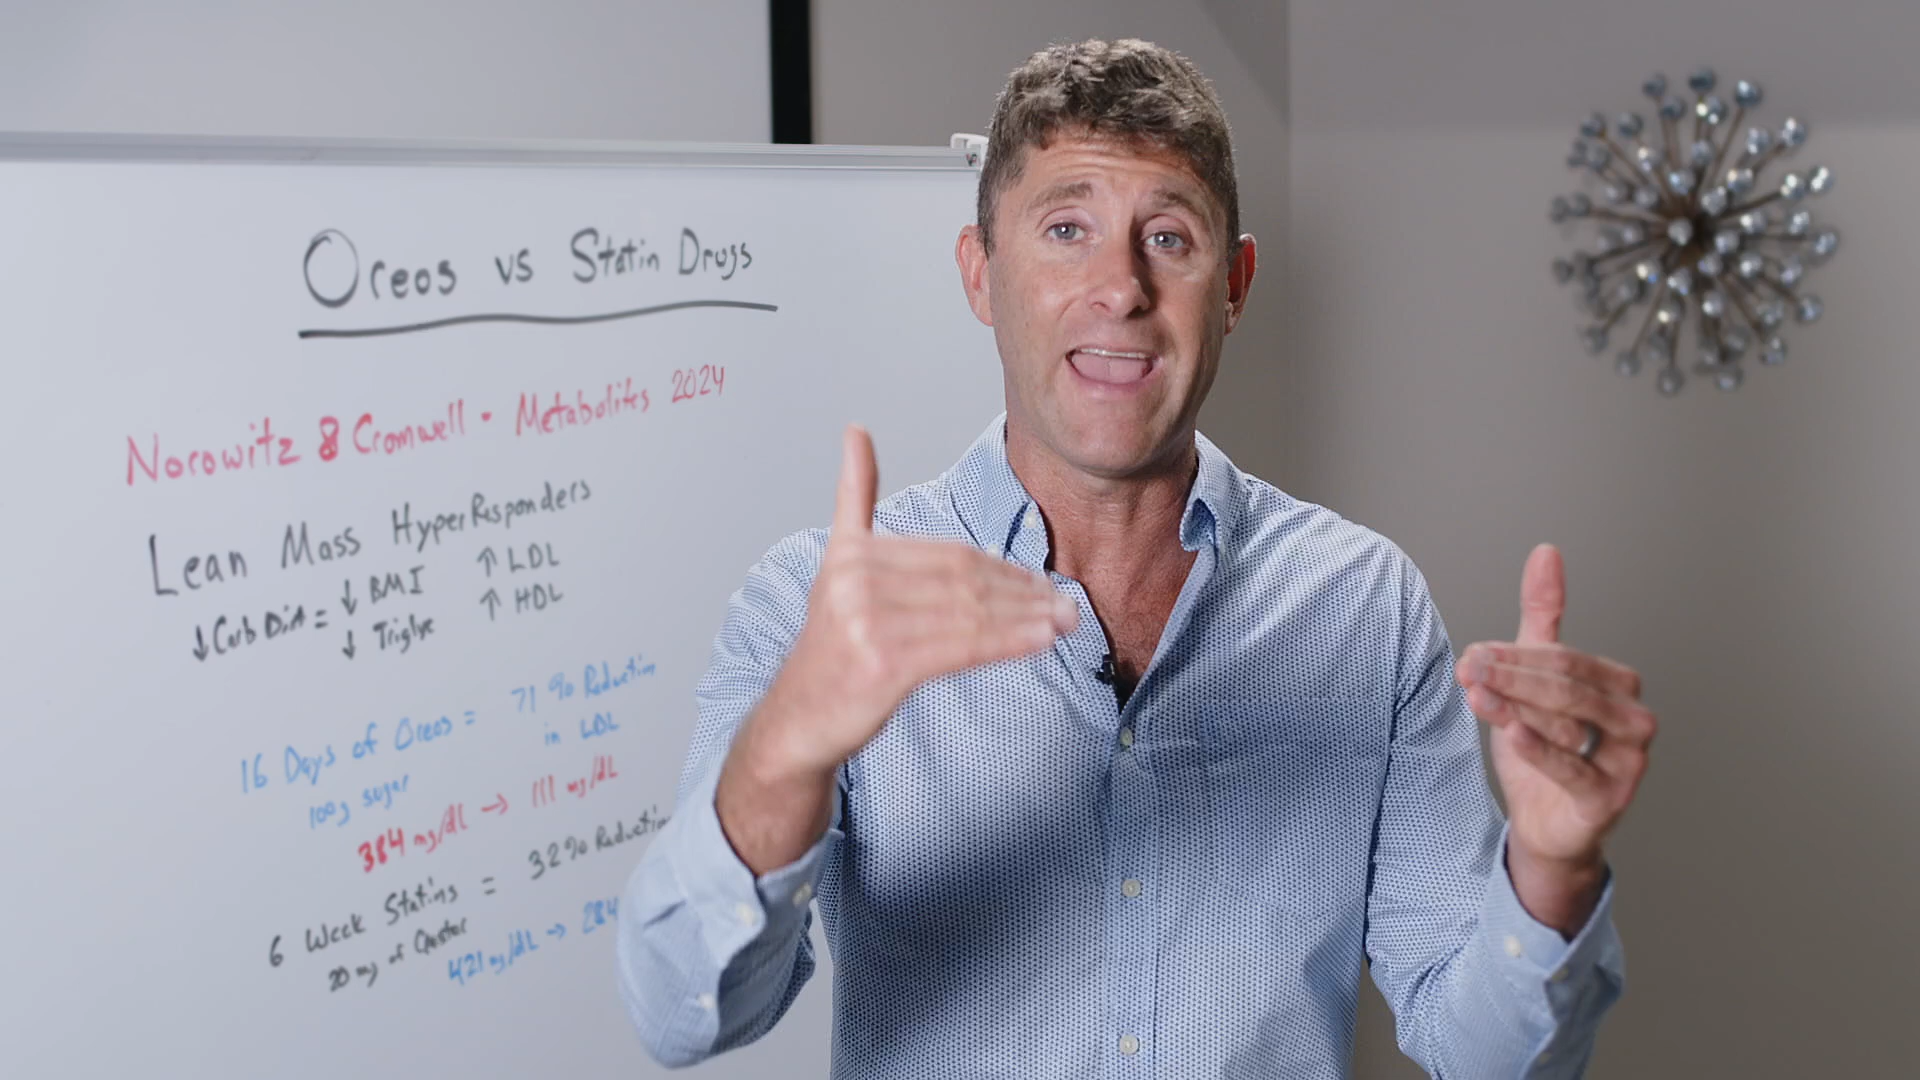 Oreos vs Statin Drugs
Norowitz & Cromwell • Metabolites 2024
Lean Mass HyperResponders
↓ Carb Diet = ↓ BMI ↑ LDL
↓ Triglyc ↑ HDL
16 Days of Oreos = 71% Reduction
100g sugar in LDL
384 mg/dL → 111 mg/dL
6 Week Statins = 32% Reduction
20 mg of Crestor
421 mg/dL → 284